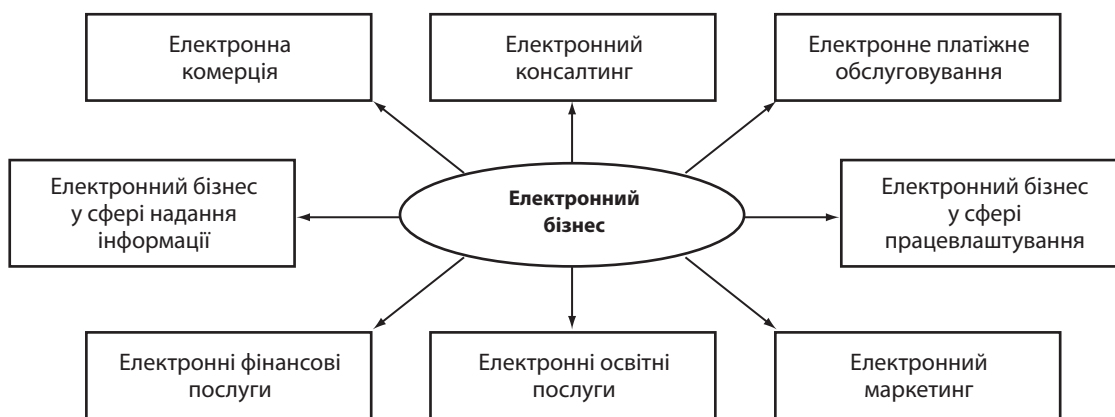 Електронна
комерція
Електронний
консалтинг
Електронне платіжне
обслуговування
Електронний бізнес
у сфері надання
інформації
Електронний
бізнес
Електронний бізнес
у сфері
працевлаштування
Електронні фінансові
послуги
Електронні освітні
послуги
Електронний
маркетинг